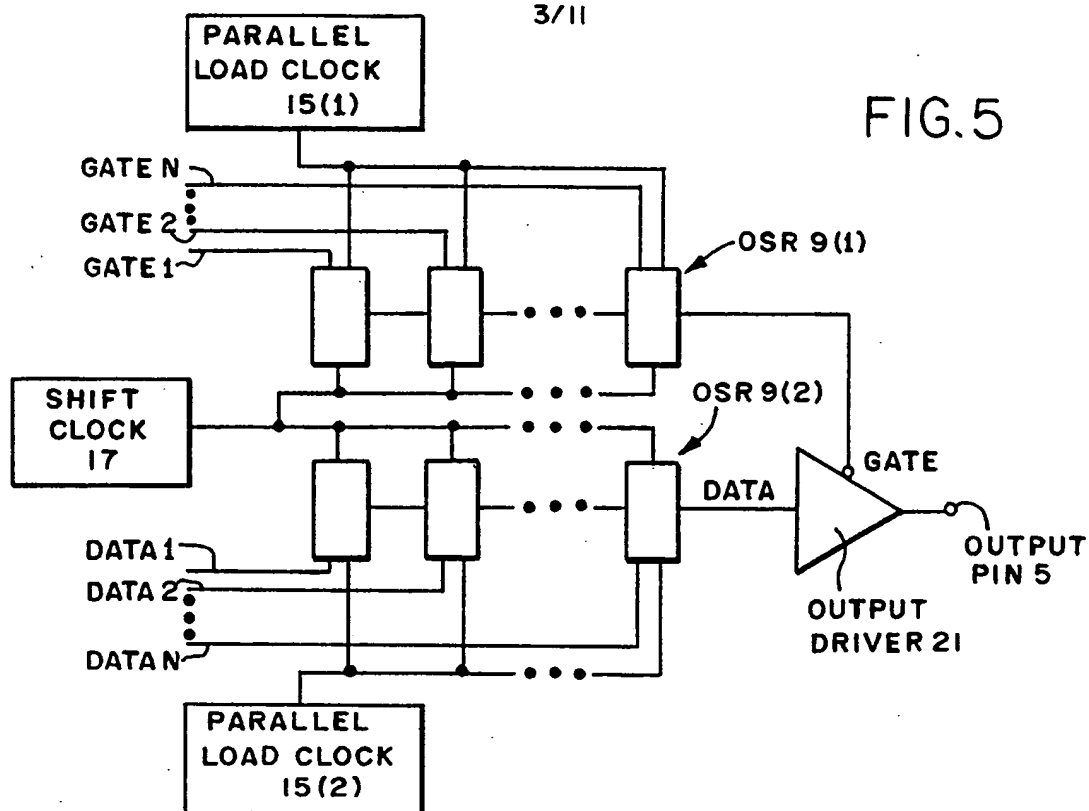 3/11
PARALLEL
LOAD CLOCK
15(1)
FIG.5
GATE N
GATE 2
GATE 1
OSR 9(1)
SHIFT
CLOCK
17
OSR 9(2)
GATE
DATA
DATA 1
DATA 2
DATA N
OUTPUT
PIN 5
OUTPUT
DRIVER 21
PARALLEL
LOAD CLOCK
15(2)